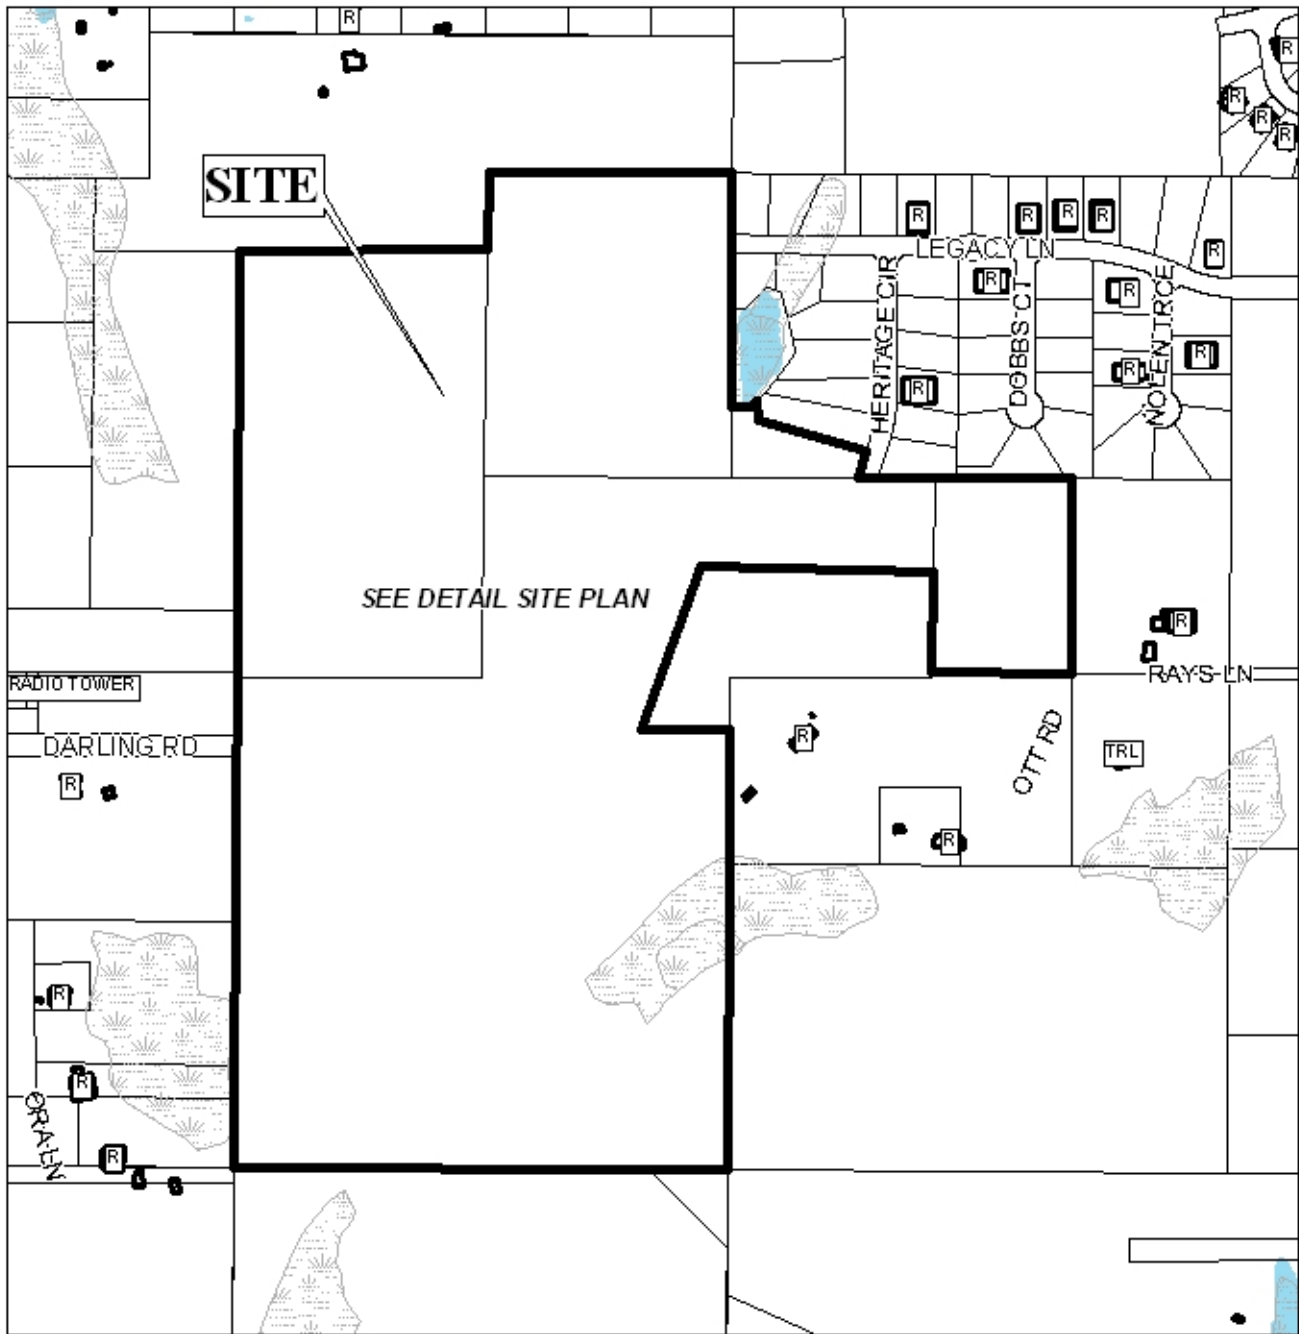 R
R
R
R
R
SITE
R
R
R
R
LEGACY LN
R
R
R
HERITAGE CIR
DOBBS CT
NOLEN TRCE
R
R
R
SEE DETAIL SITE PLAN
R
RAYS LN
RADIO TOWER
DARLING RD
R
OTT RD
TRL
R
R
R
R
ORA LN
R